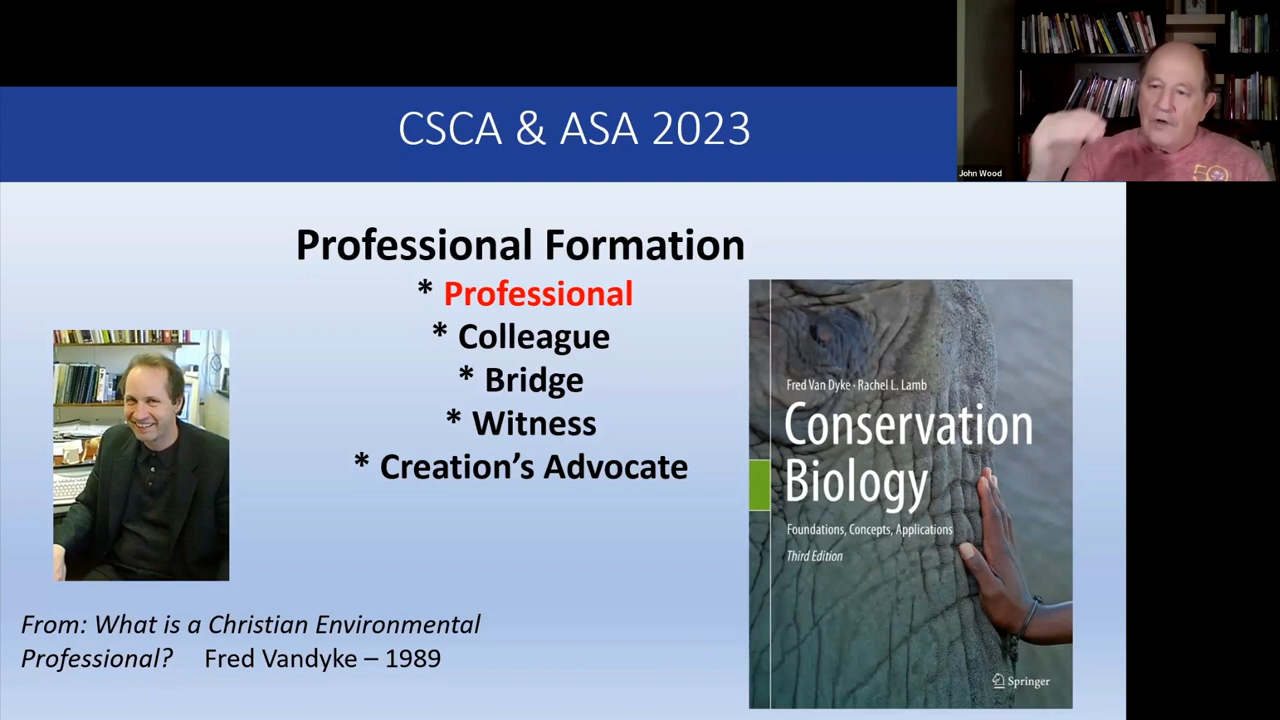 CSCA & ASA 2023
John Wood
Professional Formation
* Professional
* Colleague
* Bridge
* Witness
* Creation's Advocate
From: What is a Christian Environmental
Professional? Fred Vandyke – 1989
Fred Van Dyke · Rachel L. Lamb
Conservation
Biology
Foundations, Concepts, Applications
Third Edition
Springer